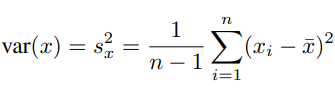 var(x) = s_x^2 = \frac{1}{n-1} \sum_{i=1}^{n} (x_i - \bar{x})^2